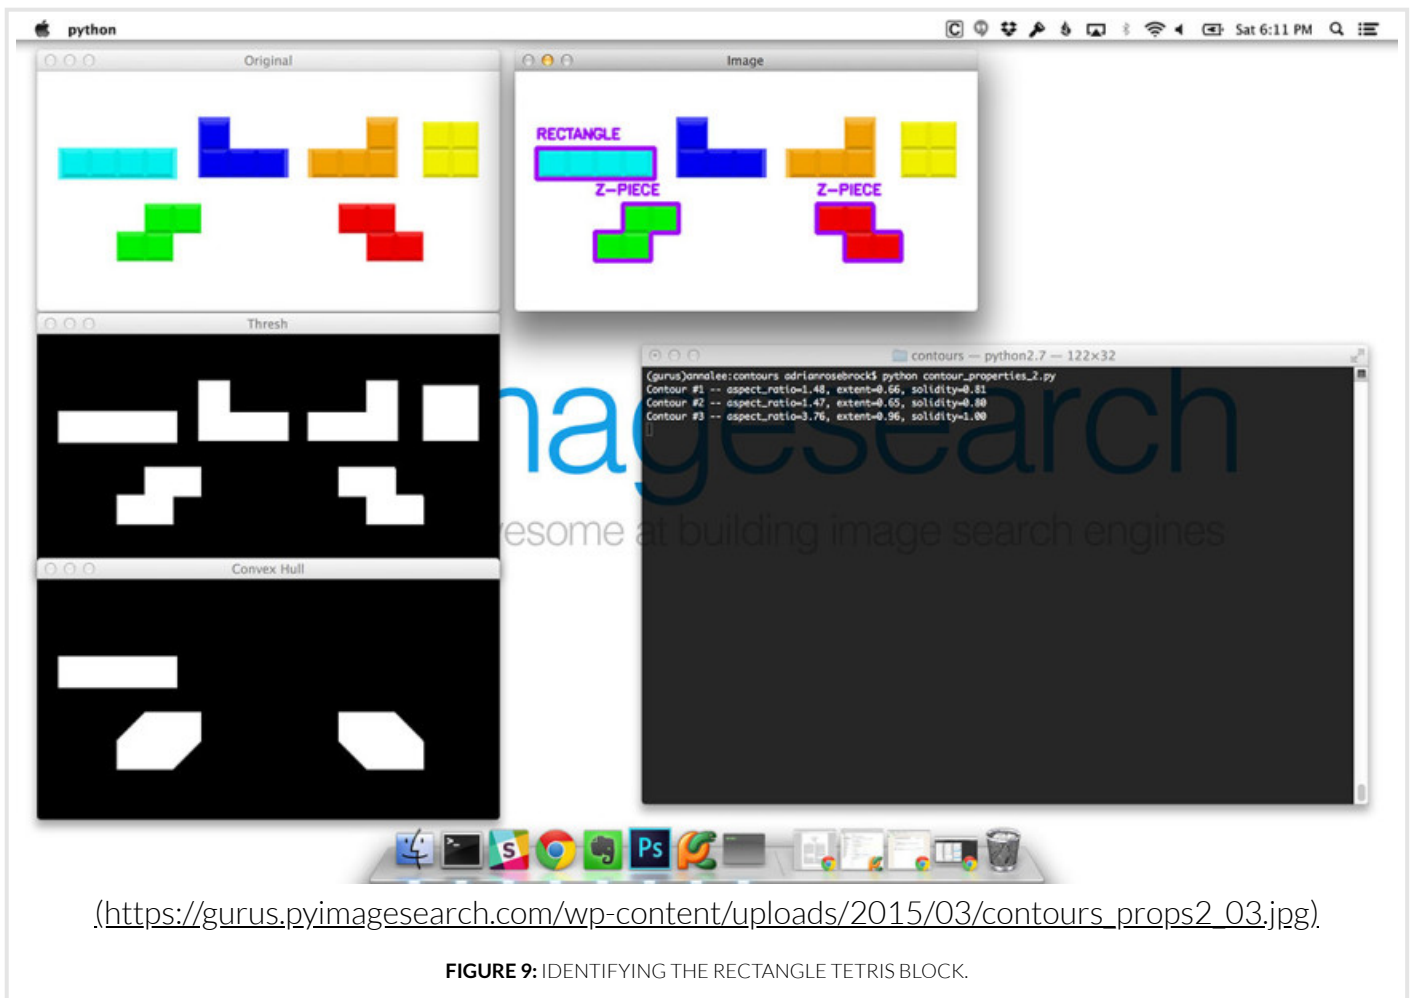 python
Sat 6:11 PM
Original
Image
RECTANGLE
Z-PIECE
Z-PIECE
Thresh
contours — python2.7 — 122×32
(gurus)annalee:contours adrianrosebrock$ python contour_properties_2.py
Contour #1 -- aspect_ratio=1.48, extent=0.66, solidity=0.81
Contour #2 -- aspect_ratio=1.47, extent=0.65, solidity=0.80
Contour #3 -- aspect_ratio=3.76, extent=0.96, solidity=1.00
agesearch
esome at building image search engines
Convex Hull
S
Ps
(https://gurus.pyimagesearch.com/wp-content/uploads/2015/03/contours_props2_03.jpg)
FIGURE 9: IDENTIFYING THE RECTANGLE TETRIS BLOCK.